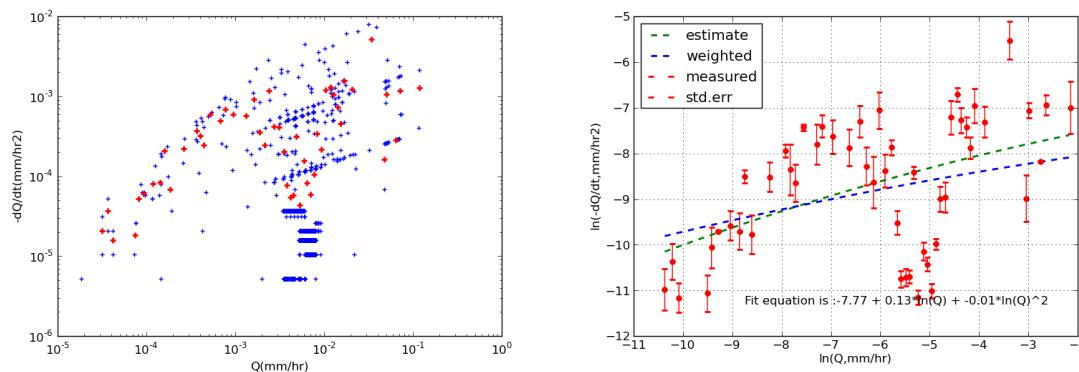 10^-2
10^-3
10^-4
10^-5
10^-6
-dQ/dt(mm/hr2)
10^-5 10^-4 10^-3 10^-2 10^-1 10^0
Q(mm/hr)
estimate
weighted
measured
std.err
−5
−6
−7
−8
−9
−10
−11
−12
ln(-dQ/dt,mm/hr2)
Fit equation is :-7.77 + 0.13*ln(Q) + -0.01*ln(Q)^2
−11 −10 −9 −8 −7 −6 −5 −4 −3 −2
ln(Q,mm/hr)